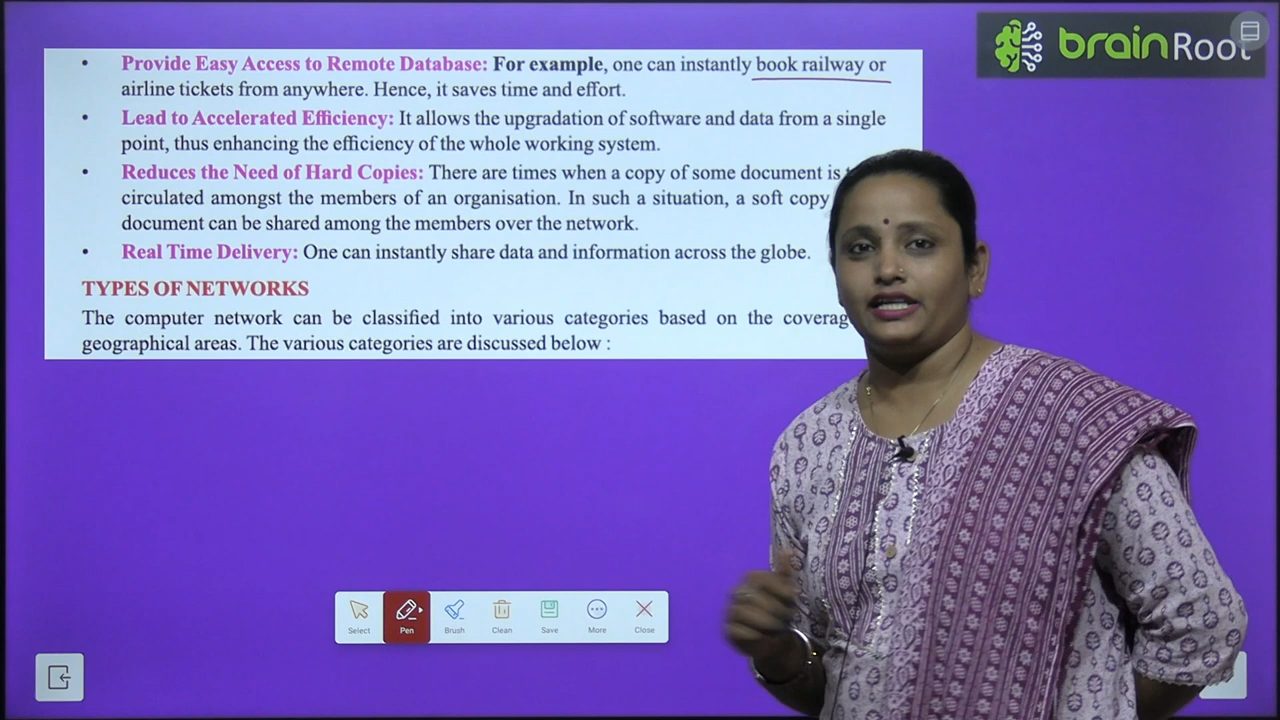 brainRoot
• Provide Easy Access to Remote Database: For example, one can instantly book railway or
airline tickets from anywhere. Hence, it saves time and effort.
• Lead to Accelerated Efficiency: It allows the upgradation of software and data from a single
point, thus enhancing the efficiency of the whole working system.
• Reduces the Need of Hard Copies: There are times when a copy of some document is
circulated amongst the members of an organisation. In such a situation, a soft copy
document can be shared among the members over the network.
• Real Time Delivery: One can instantly share data and information across the globe.
TYPES OF NETWORKS
The computer network can be classified into various categories based on the
geographical areas. The various categories are discussed below :
Select Pen Brush Clean Save More Close